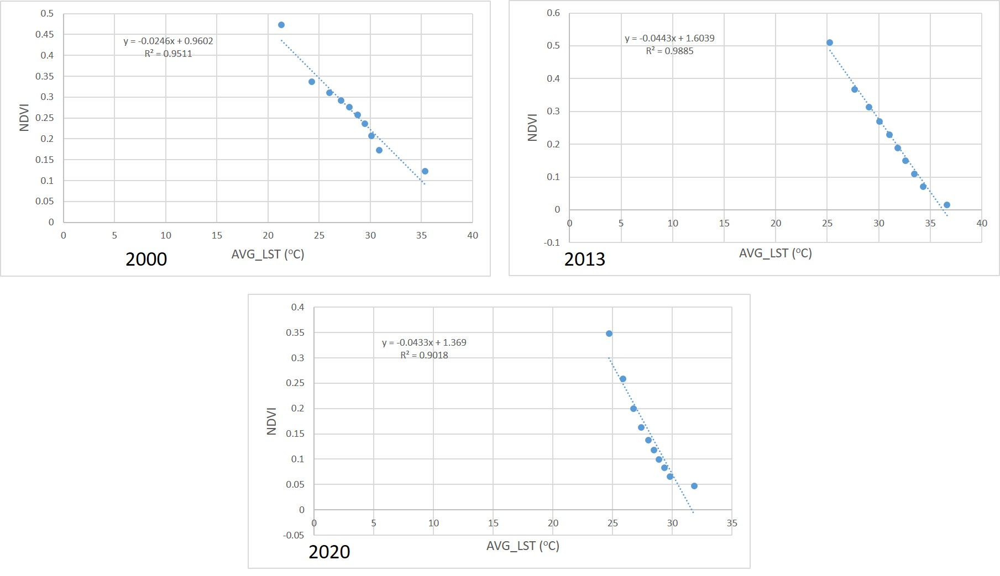 0.5
0.45
0.4
0.35
0.3
0.25
0.2
0.15
0.1
0.05
0
NDVI
y = -0.0246x + 0.9602
R² = 0.9511
0 5 10 15 20 25 30 35 40
AVG_LST (°C)
2000
0.6
0.5
0.4
0.3
0.2
0.1
0
-0.1
NDVI
y = -0.0443x + 1.6039
R² = 0.9885
0 5 10 15 20 25 30 35 40
AVG_LST (°C)
2013
0.4
0.35
0.3
0.25
0.2
0.15
0.1
0.05
0
-0.05
NDVI
y = -0.0433x + 1.369
R² = 0.9018
0 5 10 15 20 25 30 35
AVG_LST (°C)
2020